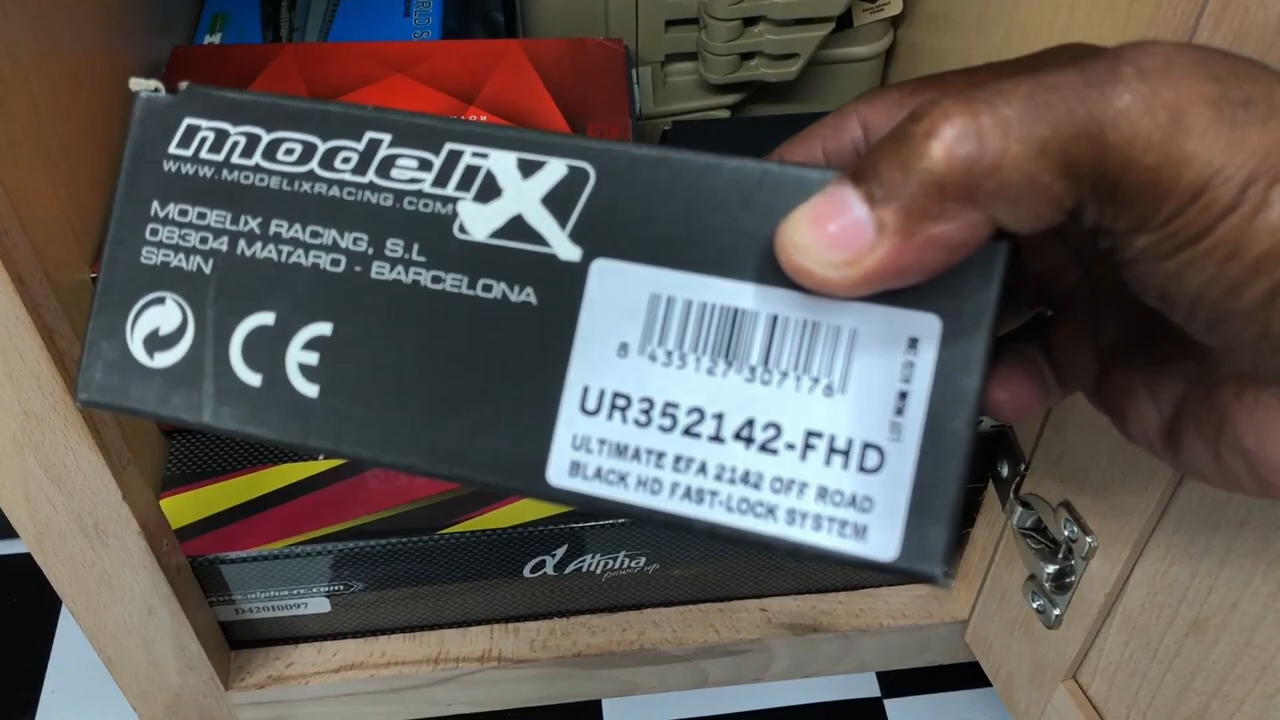 modeliX
WWW.MODELIXRACING.COM
MODELIX RACING, S.L
08304 MATARO - BARCELONA
SPAIN
CE
8 435127 307176
UR352142-FHD
ULTIMATE EFA 2142 OFF ROAD
BLACK HD FAST-LOCK SYSTEM
Alpha
power up
www.alpha-rc.com
D42010097